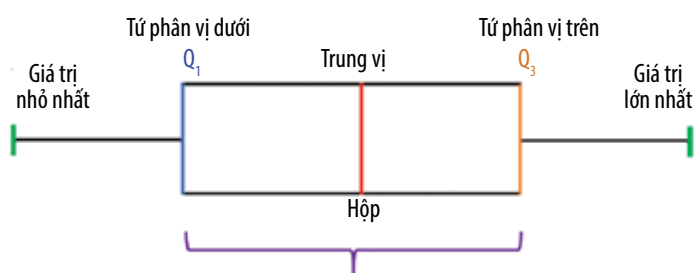 Tứ phân vị dưới
Q1
Trung vị
Tứ phân vị trên
Q3
Giá trị
nhỏ nhất
Giá trị
lớn nhất
Hộp